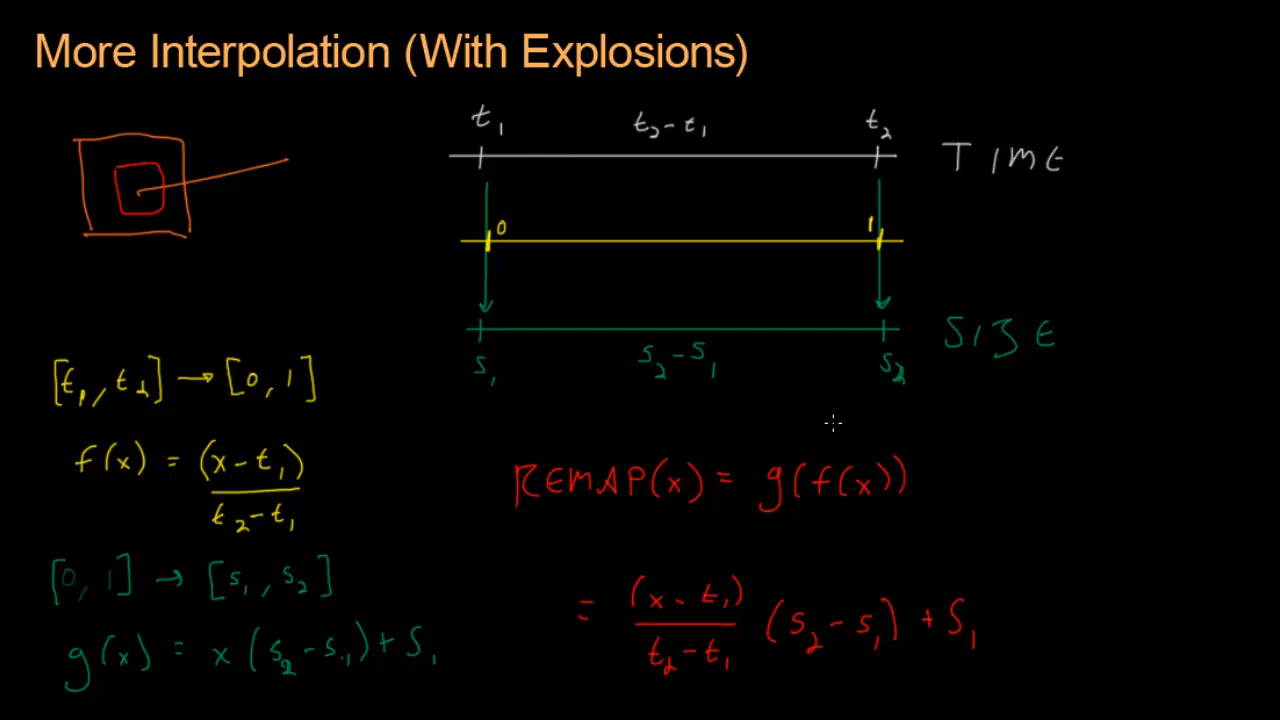 More Interpolation (With Explosions)
t₁ t₂-t₁ t₂ TIME
0 1
SIZE
s₁ s₂-s₁ s₂
[t₁, t₂] → [0, 1]
f(x) = (x-t₁) / t₂-t₁
REMAP(x) = g(f(x))
[0, 1] → [s₁, s₂]
g(x) = x(s₂-s₁)+S₁
= (x-t₁) / t₂-t₁ (s₂-s₁)+S₁